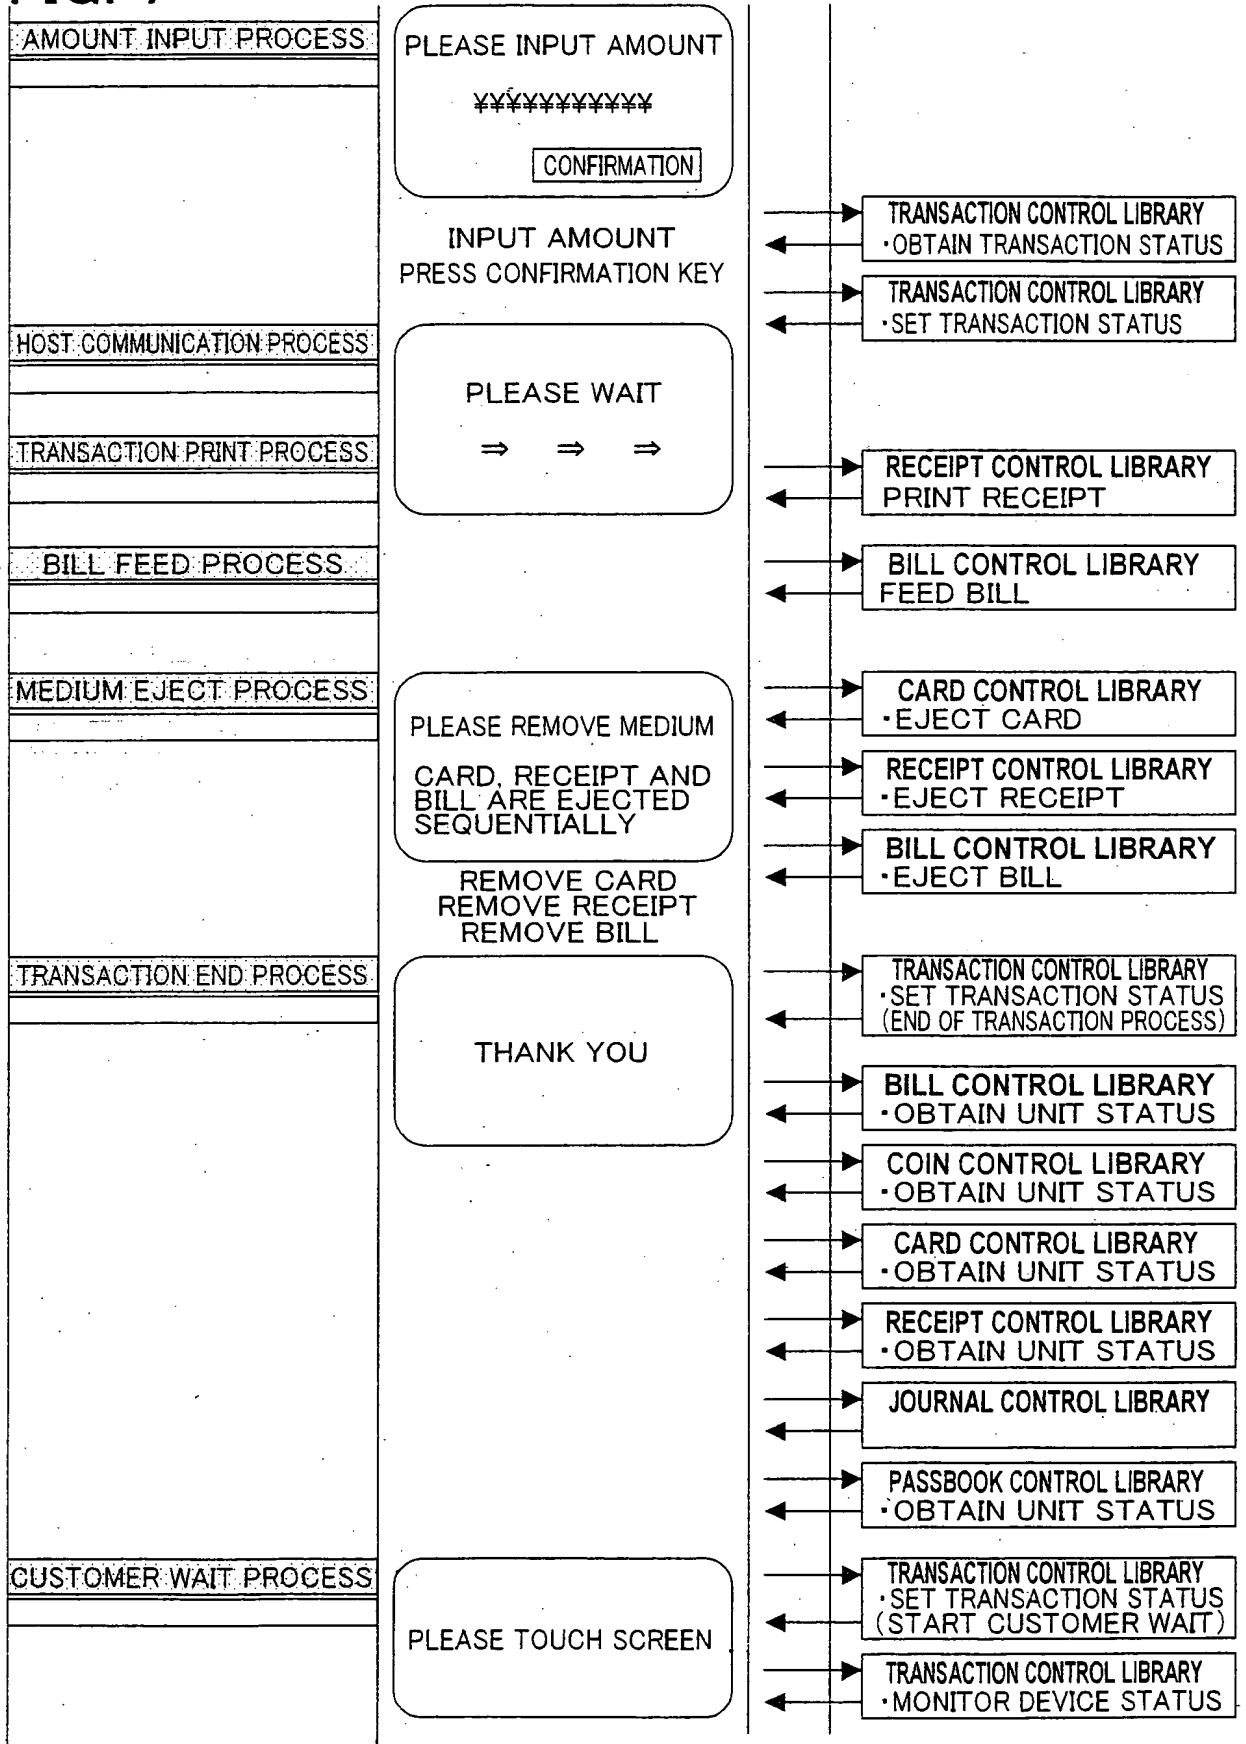 AMOUNT INPUT PROCESS
PLEASE INPUT AMOUNT
¥¥¥¥¥¥¥¥¥¥¥
CONFIRMATION
INPUT AMOUNT
PRESS CONFIRMATION KEY
TRANSACTION CONTROL LIBRARY
・OBTAIN TRANSACTION STATUS
TRANSACTION CONTROL LIBRARY
・SET TRANSACTION STATUS
HOST COMMUNICATION PROCESS
PLEASE WAIT
⇒ ⇒ ⇒
TRANSACTION PRINT PROCESS
RECEIPT CONTROL LIBRARY
PRINT RECEIPT
BILL FEED PROCESS
BILL CONTROL LIBRARY
FEED BILL
MEDIUM EJECT PROCESS
PLEASE REMOVE MEDIUM
CARD, RECEIPT AND
BILL ARE EJECTED
SEQUENTIALLY
REMOVE CARD
REMOVE RECEIPT
REMOVE BILL
CARD CONTROL LIBRARY
・EJECT CARD
RECEIPT CONTROL LIBRARY
・EJECT RECEIPT
BILL CONTROL LIBRARY
・EJECT BILL
TRANSACTION END PROCESS
THANK YOU
TRANSACTION CONTROL LIBRARY
・SET TRANSACTION STATUS
(END OF TRANSACTION PROCESS)
BILL CONTROL LIBRARY
・OBTAIN UNIT STATUS
COIN CONTROL LIBRARY
・OBTAIN UNIT STATUS
CARD CONTROL LIBRARY
・OBTAIN UNIT STATUS
RECEIPT CONTROL LIBRARY
・OBTAIN UNIT STATUS
JOURNAL CONTROL LIBRARY
PASSBOOK CONTROL LIBRARY
・OBTAIN UNIT STATUS
CUSTOMER WAIT PROCESS
PLEASE TOUCH SCREEN
TRANSACTION CONTROL LIBRARY
・SET TRANSACTION STATUS
(START CUSTOMER WAIT)
TRANSACTION CONTROL LIBRARY
・MONITOR DEVICE STATUS